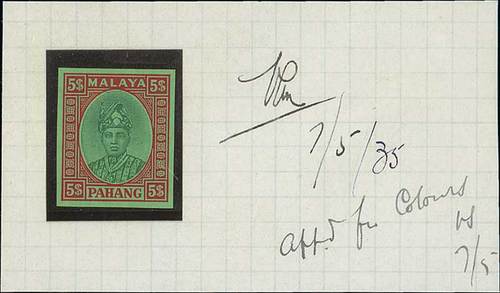 5$ MALAYA 5$
5$ PAHANG 5$
7/5/35
appd for Colours
7/5